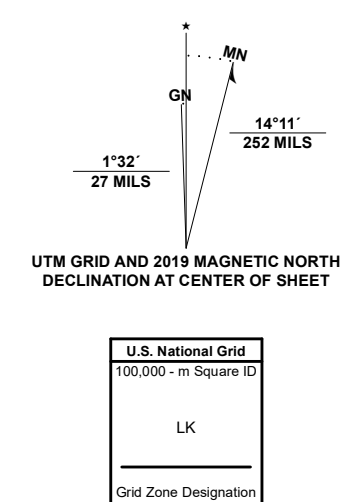 ★
MN
GN
14°11´
252 MILS
1°32´
27 MILS
UTM GRID AND 2019 MAGNETIC NORTH
DECLINATION AT CENTER OF SHEET
U.S. National Grid
100,000 - m Square ID
LK
Grid Zone Designation